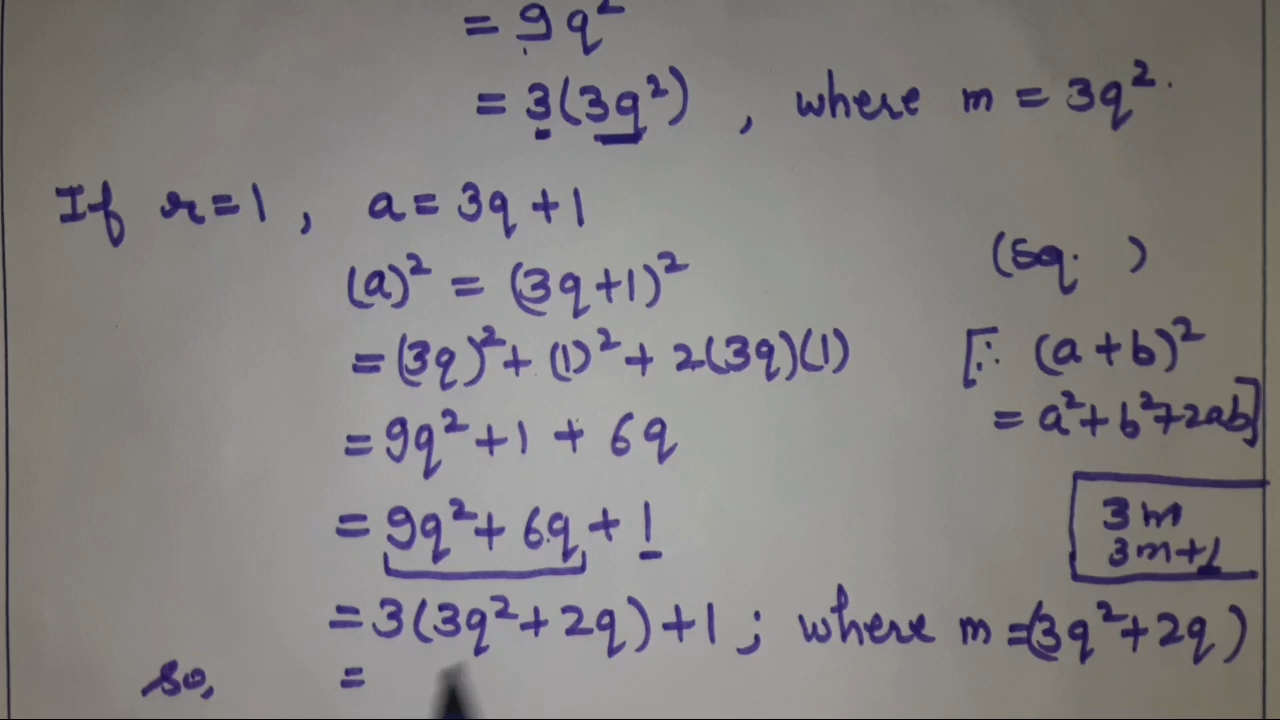 = 9q²
= 3(3q²) , where m = 3q².
If r=1, a = 3q+1
(a)² = (3q+1)² (Sq. )
= (3q)² + (1)² + 2(3q)(1) [∵ (a+b)²
= a²+b²+2ab]
= 9q² + 1 + 6q
= 9q² + 6q + 1
3m
3m+1
= 3(3q²+2q)+1 ; where m =(3q²+2q)
so, =